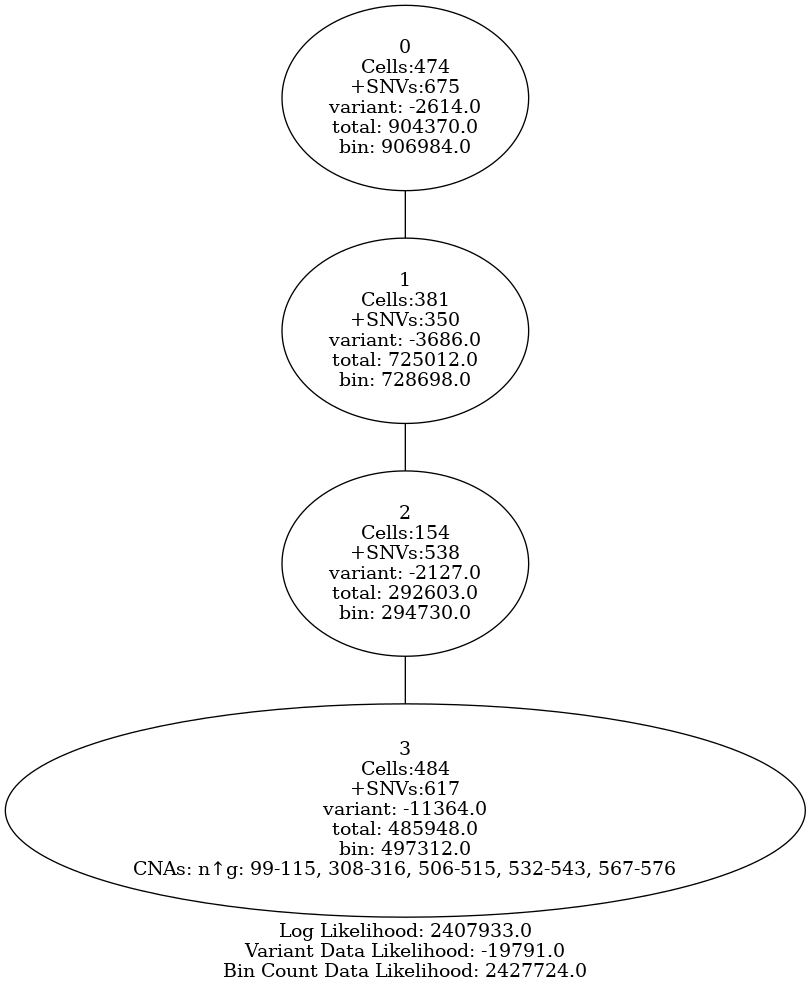 0
Cells:474
+SNVs:675
variant: -2614.0
total: 904370.0
bin: 906984.0
1
Cells:381
+SNVs:350
variant: -3686.0
total: 725012.0
bin: 728698.0
2
Cells:154
+SNVs:538
variant: -2127.0
total: 292603.0
bin: 294730.0
3
Cells:484
+SNVs:617
variant: -11364.0
total: 485948.0
bin: 497312.0
CNAs: n↑g: 99-115, 308-316, 506-515, 532-543, 567-576
Log Likelihood: 2407933.0
Variant Data Likelihood: -19791.0
Bin Count Data Likelihood: 2427724.0